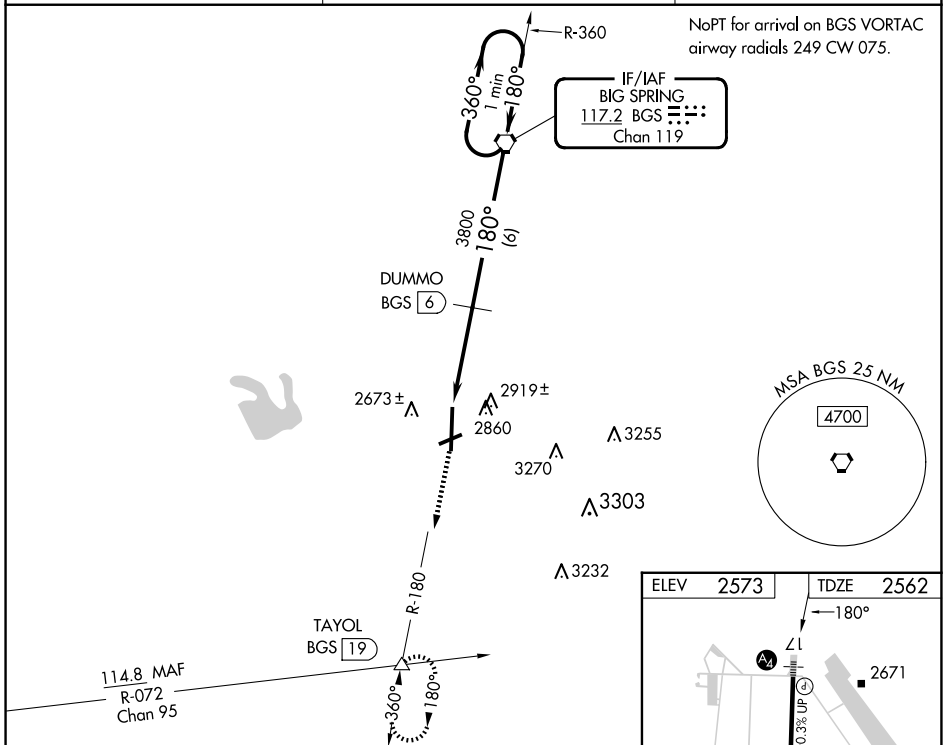 NoPT for arrival on BGS VORTAC
airway radials 249 CW 075.
R-360
360°
1 min
180°
IF/IAF
BIG SPRING
117.2 BGS
Chan 119
3800
180°
(6)
DUMMO
BGS 6
2673±
2919±
2860
3255
3270
3303
3232
MSA BGS 25 NM
4700
R-180
TAYOL
BGS 19
114.8 MAF
R-072
Chan 95
360°
180°
ELEV 2573
TDZE 2562
180°
17
A4
P
2671
0.3% UP